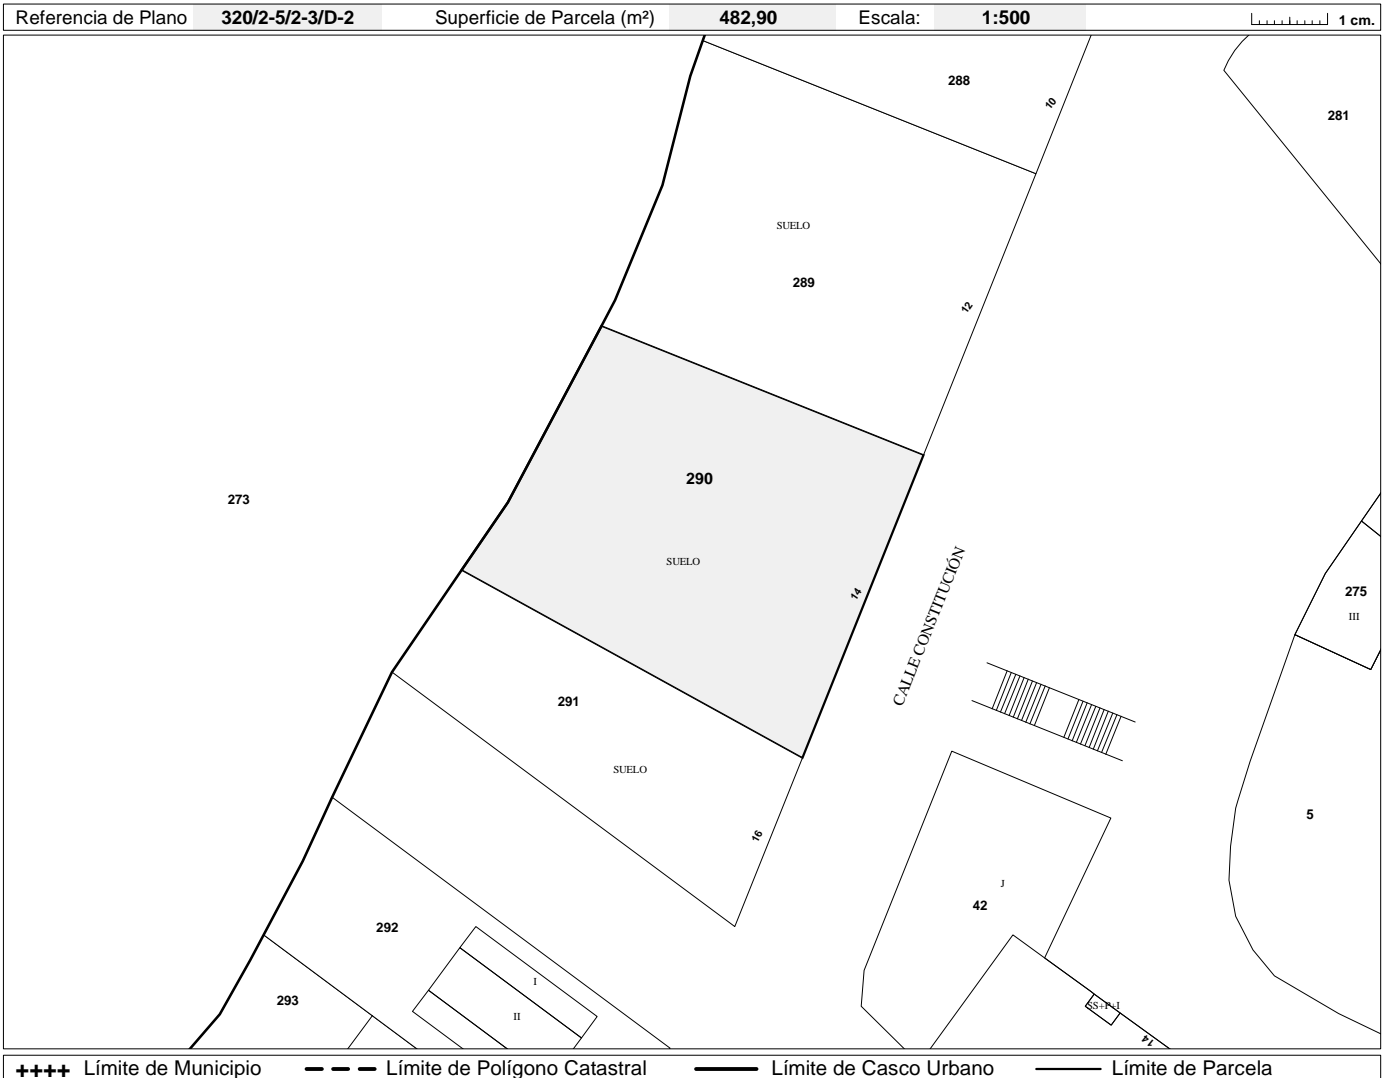 Referencia de Plano 320/2-5/2-3/D-2 Superficie de Parcela (m²) 482,90 Escala: 1:500 1 cm.
288
10
281
SUELO
289
12
290
273
SUELO
14
CALLE CONSTITUCIÓN
275
III
291
SUELO
16
5
J
42
292
I
II
293
SS+P+I
14
++++ Límite de Municipio Límite de Polígono Catastral Límite de Casco Urbano Límite de Parcela